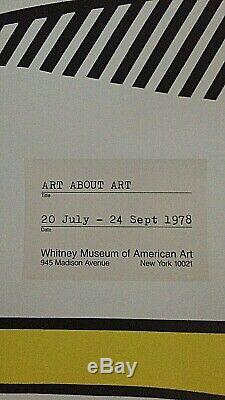 ART ABOUT ART
Title
20 July - 24 Sept 1978
Date
Whitney Museum of American Art
945 Madison Avenue New York 10021
ebay